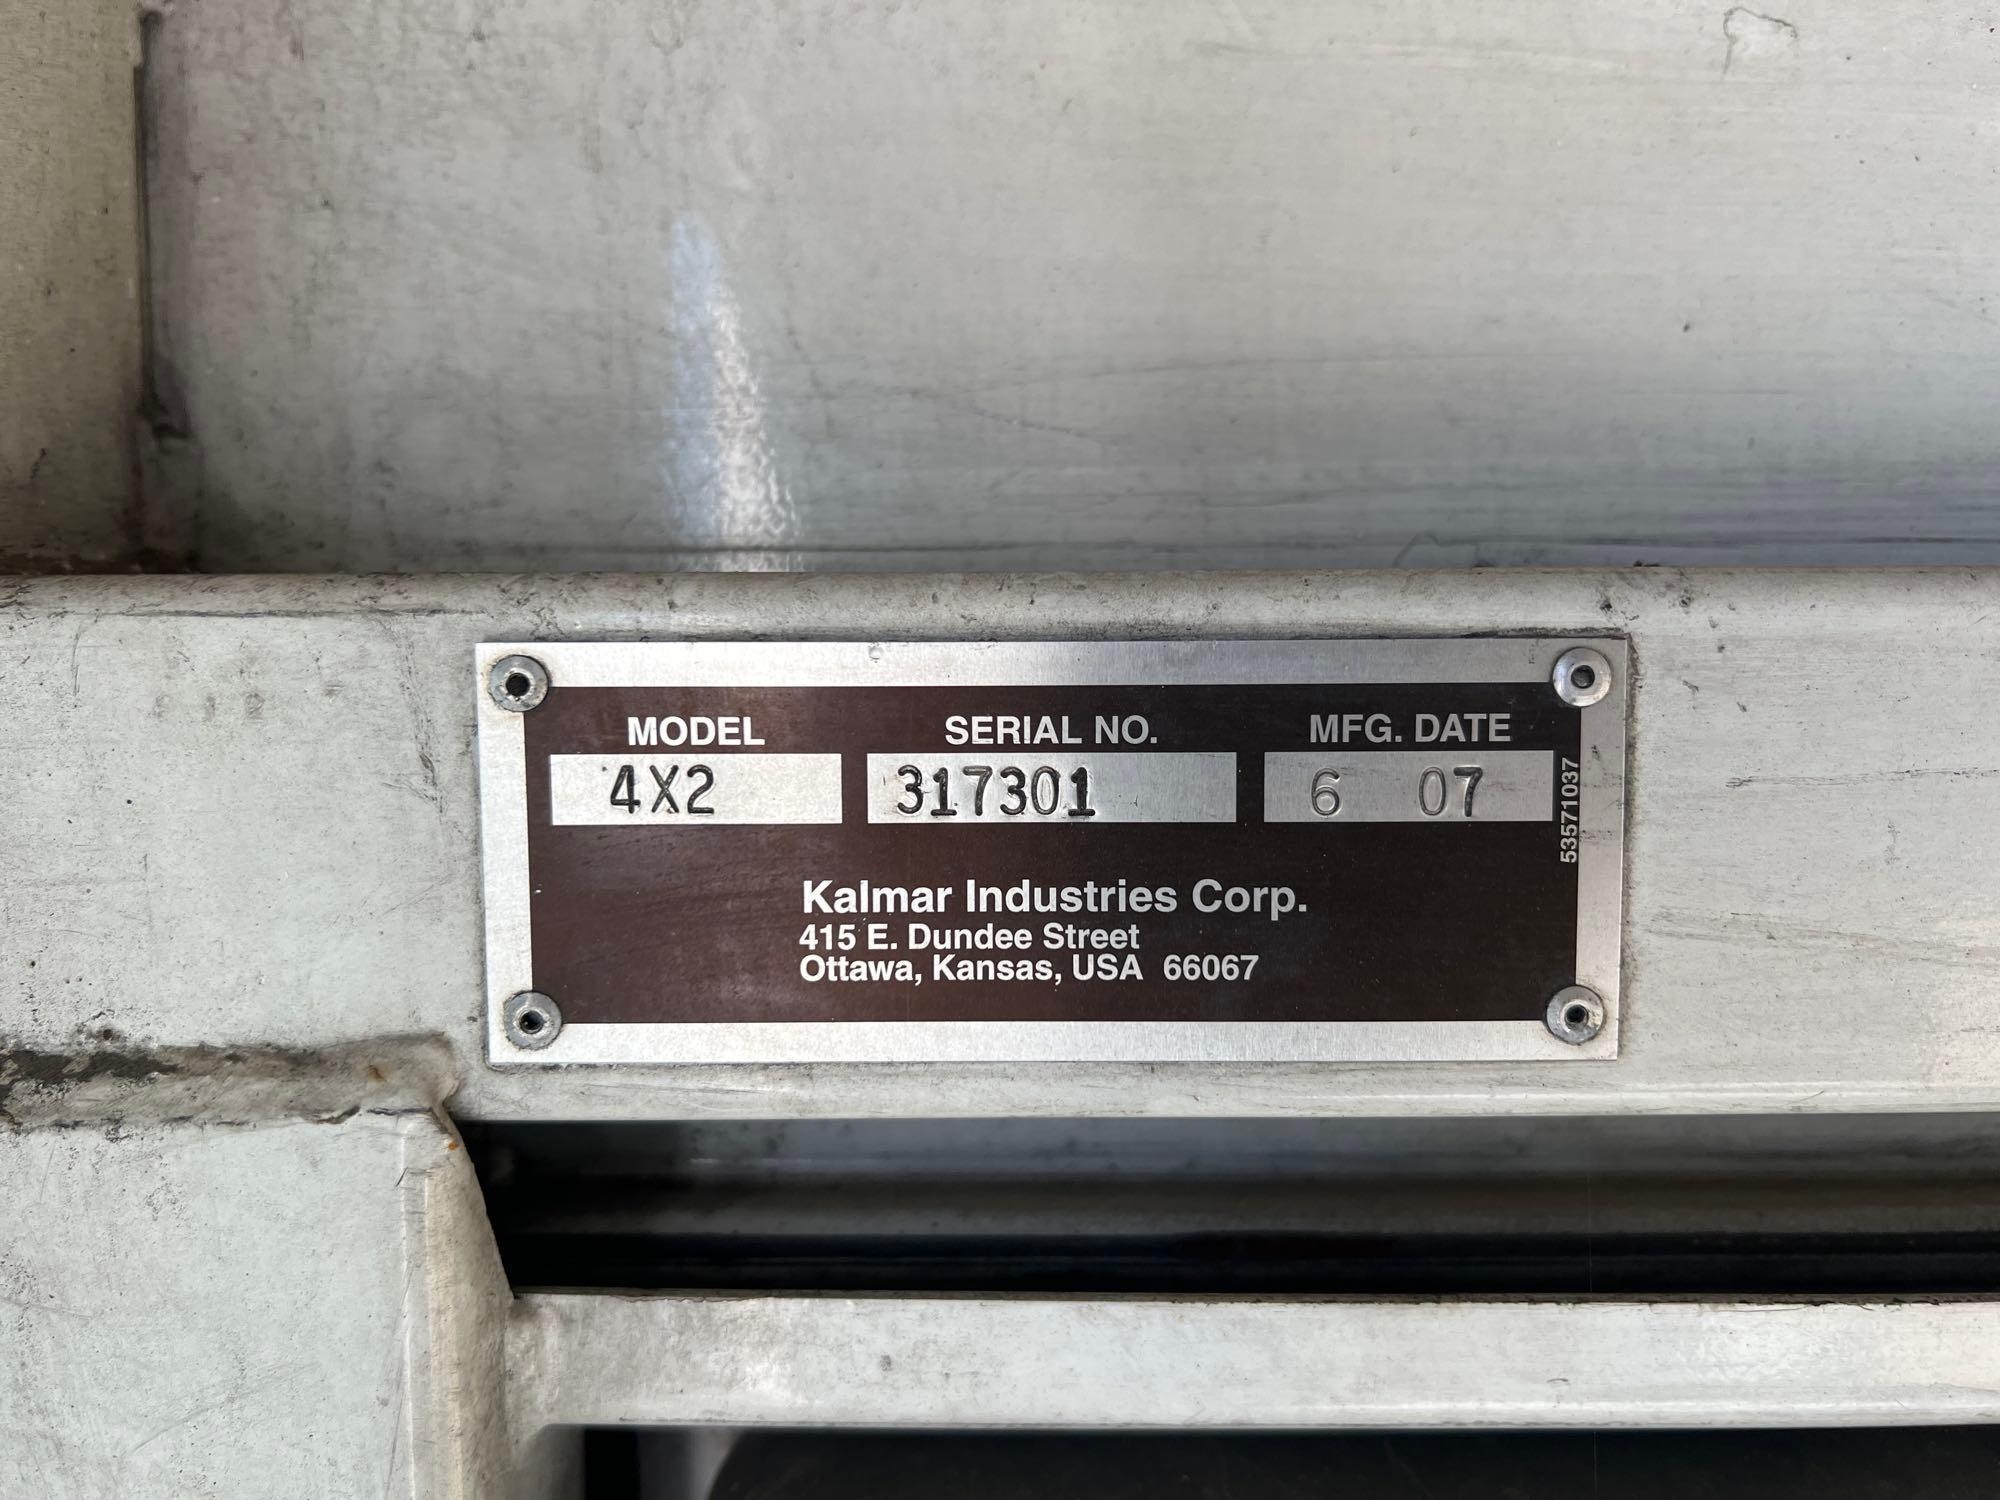 MODEL SERIAL NO. MFG. DATE
4X2 317301 6 07
53571037
Kalmar Industries Corp.
415 E. Dundee Street
Ottawa, Kansas, USA 66067